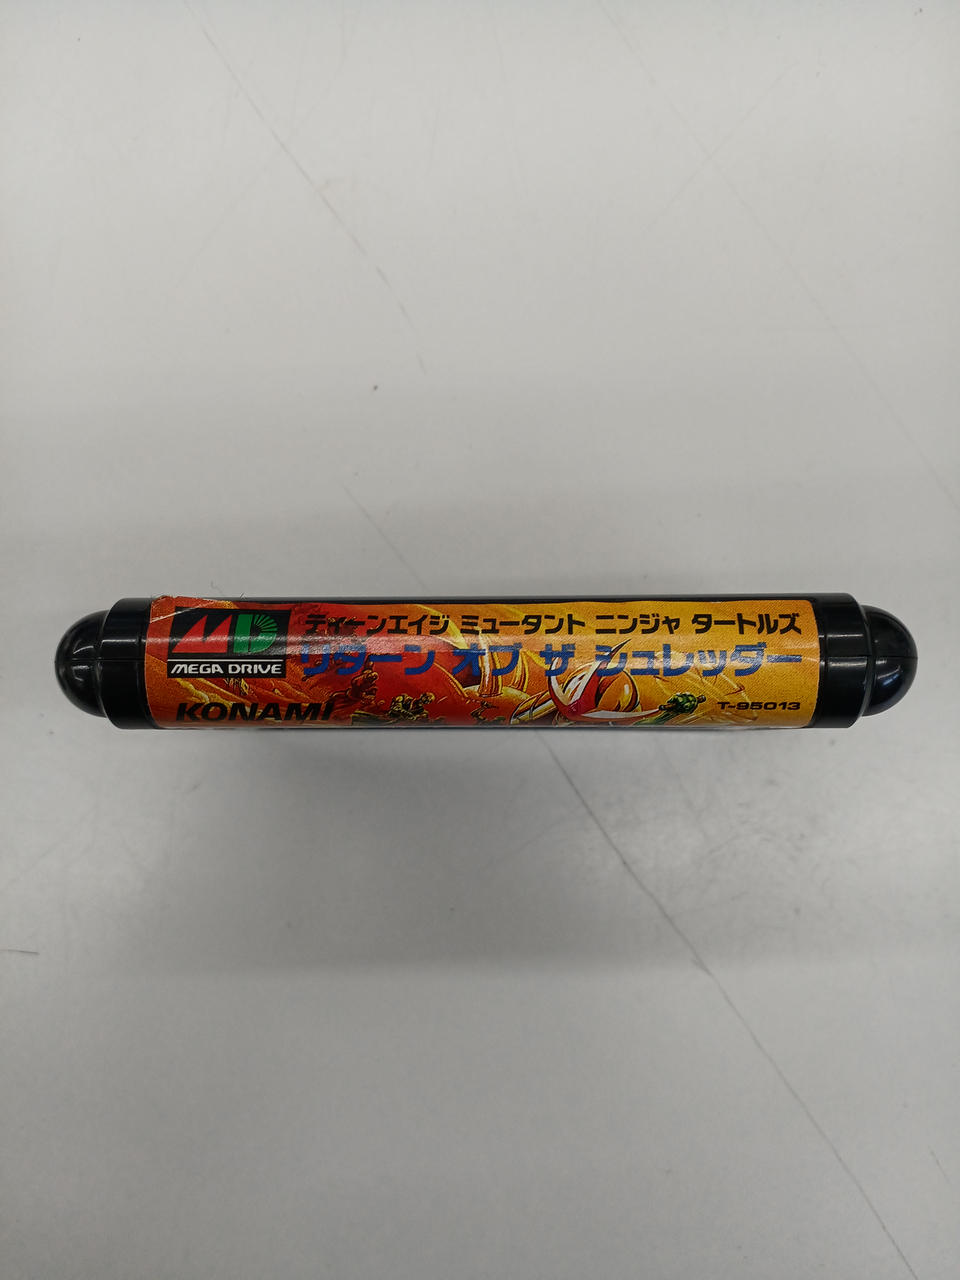 MD
MEGA DRIVE
ティーンエイジ ミュータント ニンジャ タートルズ
リターン オブ ザ シュレッダー
KONAMI
T-95013